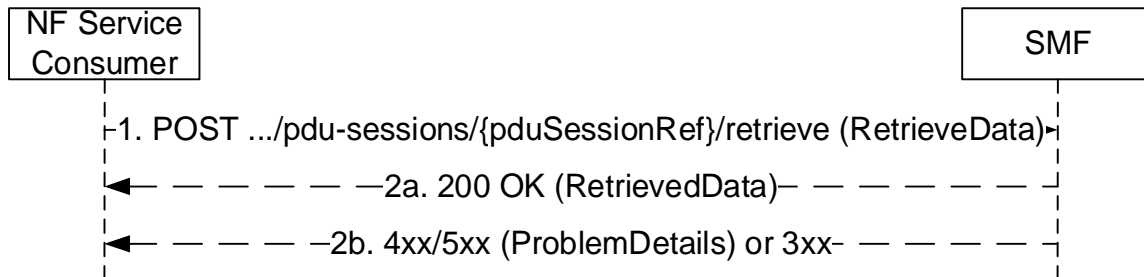 NF Service
Consumer
SMF
1. POST .../pdu-sessions/{pduSessionRef}/retrieve (RetrieveData)
2a. 200 OK (RetrievedData)
2b. 4xx/5xx (ProblemDetails) or 3xx